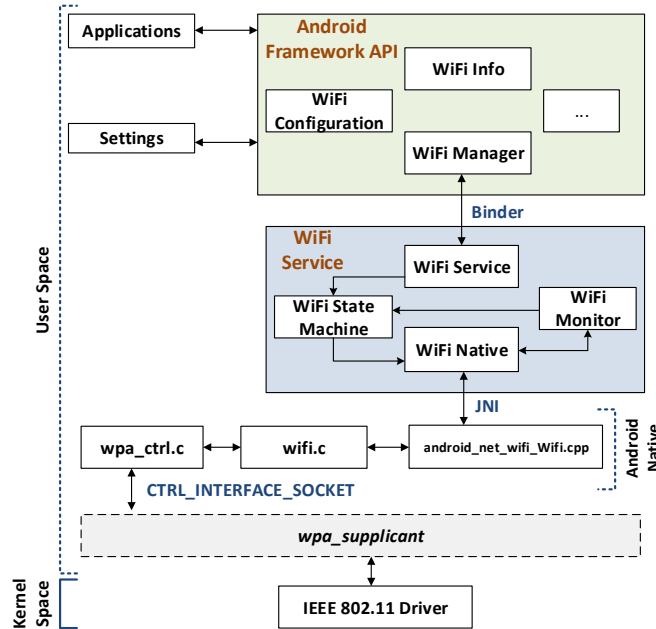 Applications
Android
Framework API
WiFi Info
WiFi
Configuration
...
Settings
WiFi Manager
Binder
WiFi
Service
WiFi Service
WiFi State
Machine
WiFi
Monitor
WiFi Native
JNI
User Space
wpa_ctrl.c
wifi.c
android_net_wifi_Wifi.cpp
Android
Native
CTRL_INTERFACE_SOCKET
wpa_supplicant
Kernel
Space
IEEE 802.11 Driver